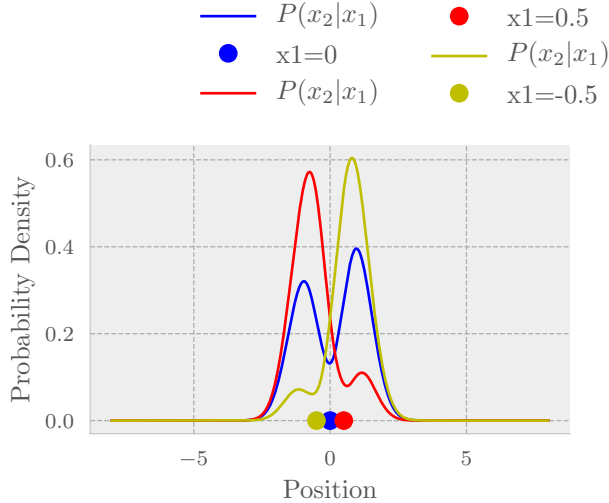 P(x₂|x₁)
x1=0
P(x₂|x₁)
x1=0.5
P(x₂|x₁)
x1=-0.5
0.6
0.4
0.2
0.0
Probability Density
−5
0
5
Position